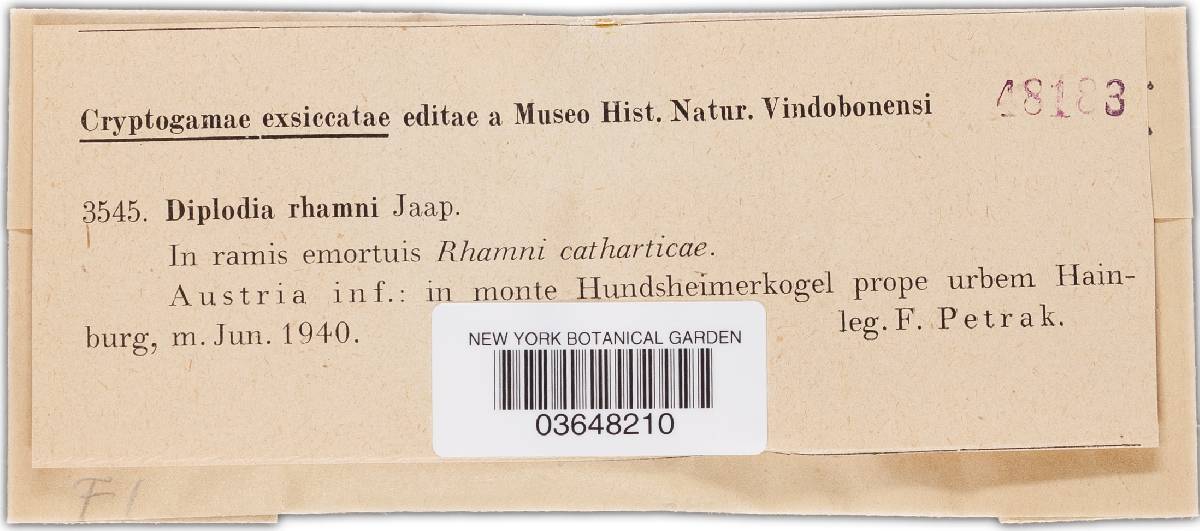 Cryptogamae exsiccatae editae a Museo Hist. Natur. Vindobonensi
48183
3545. Diplodia rhamni Jaap.
In ramis emortuis Rhamni catharticae.
Austria inf.: in monte Hundsheimerkogel prope urbem Hain-
burg, m. Jun. 1940. leg. F. Petrak.
NEW YORK BOTANICAL GARDEN
03648210